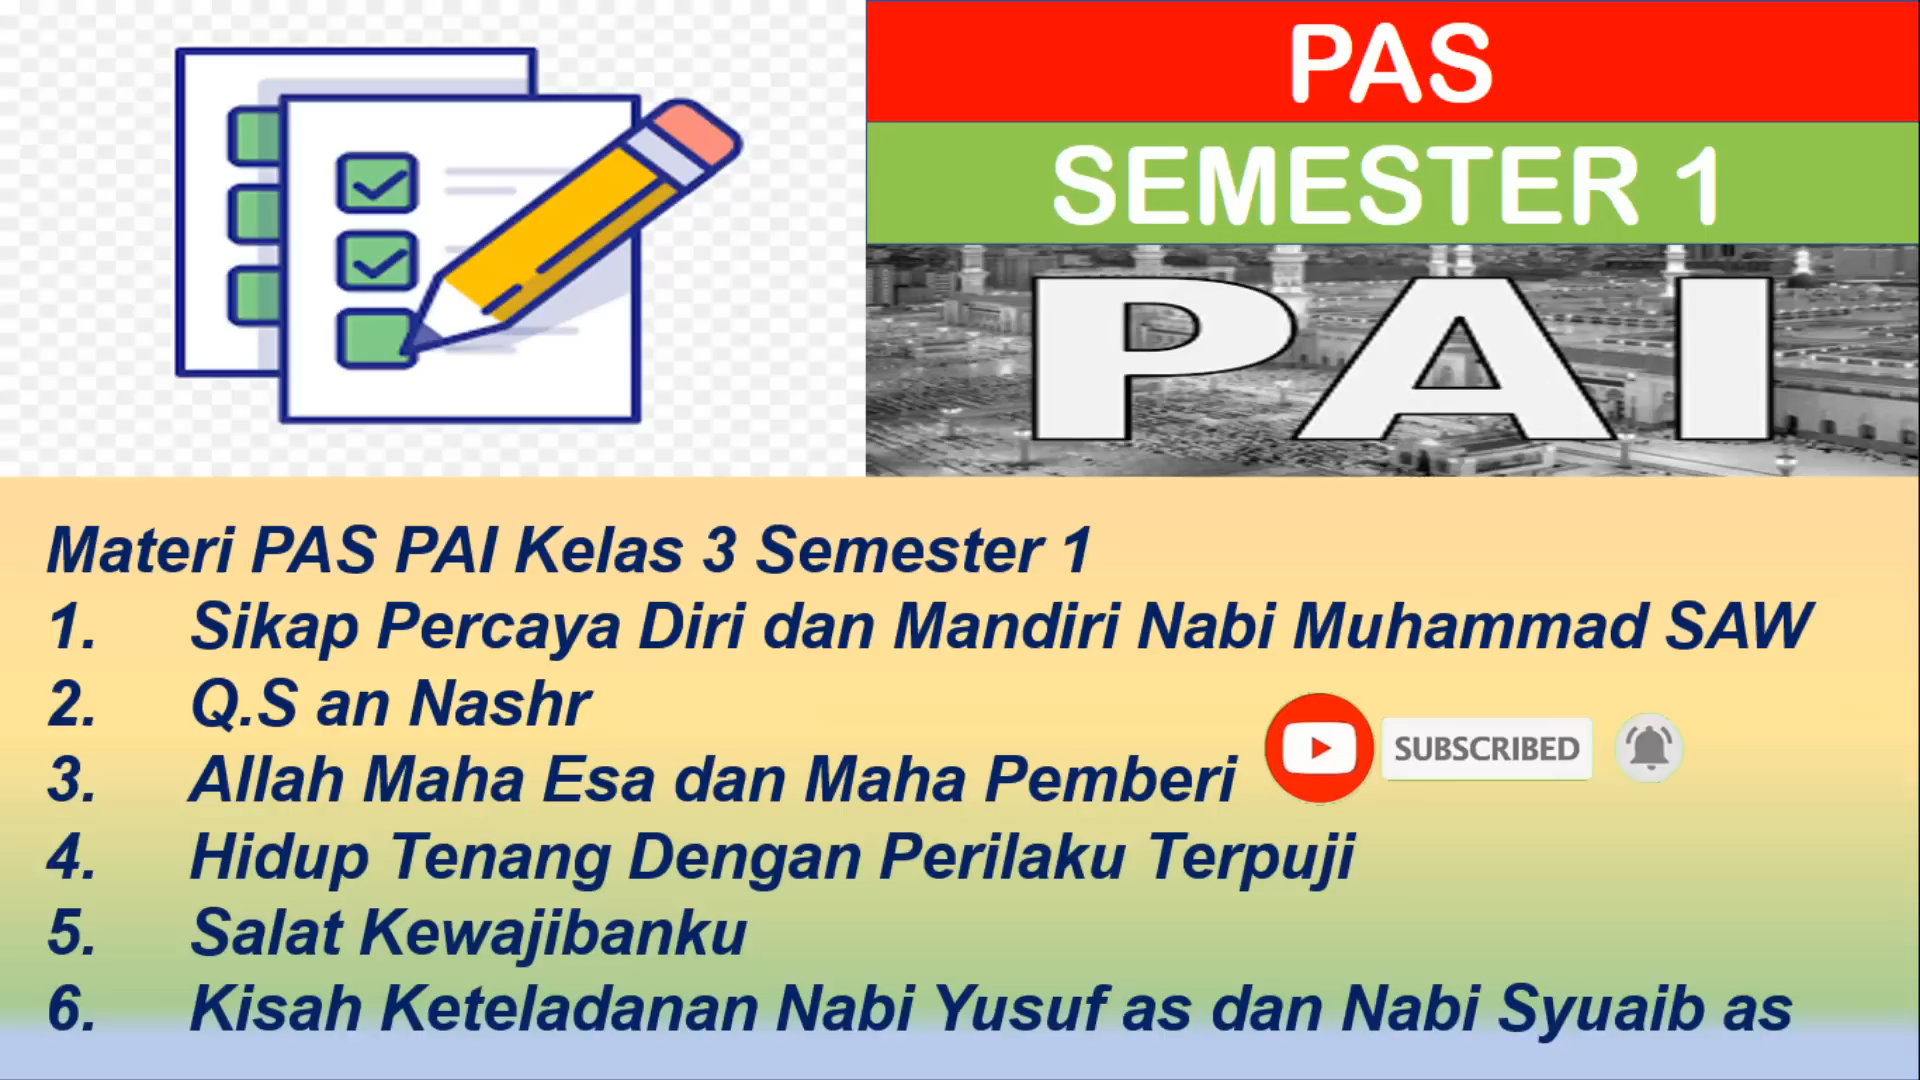 PAS
SEMESTER 1
PAI
Materi PAS PAI Kelas 3 Semester 1
1. Sikap Percaya Diri dan Mandiri Nabi Muhammad SAW
2. Q.S an Nashr
3. Allah Maha Esa dan Maha Pemberi
SUBSCRIBED
4. Hidup Tenang Dengan Perilaku Terpuji
5. Salat Kewajibanku
6. Kisah Keteladanan Nabi Yusuf as dan Nabi Syuaib as